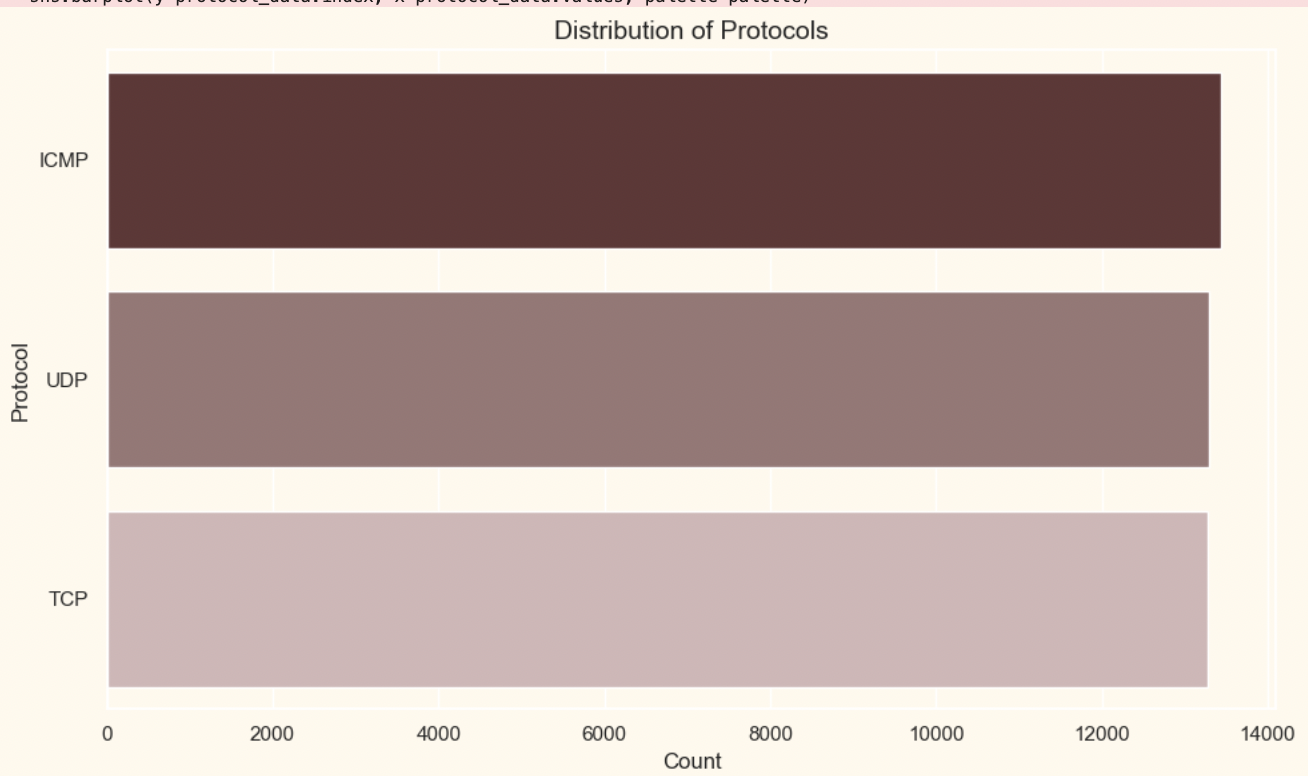 sns.barplot(y=protocol_data.index, x=protocol_data.values, palette=palette)
Distribution of Protocols
ICMP
UDP
TCP
Protocol
0 2000 4000 6000 8000 10000 12000 14000
Count